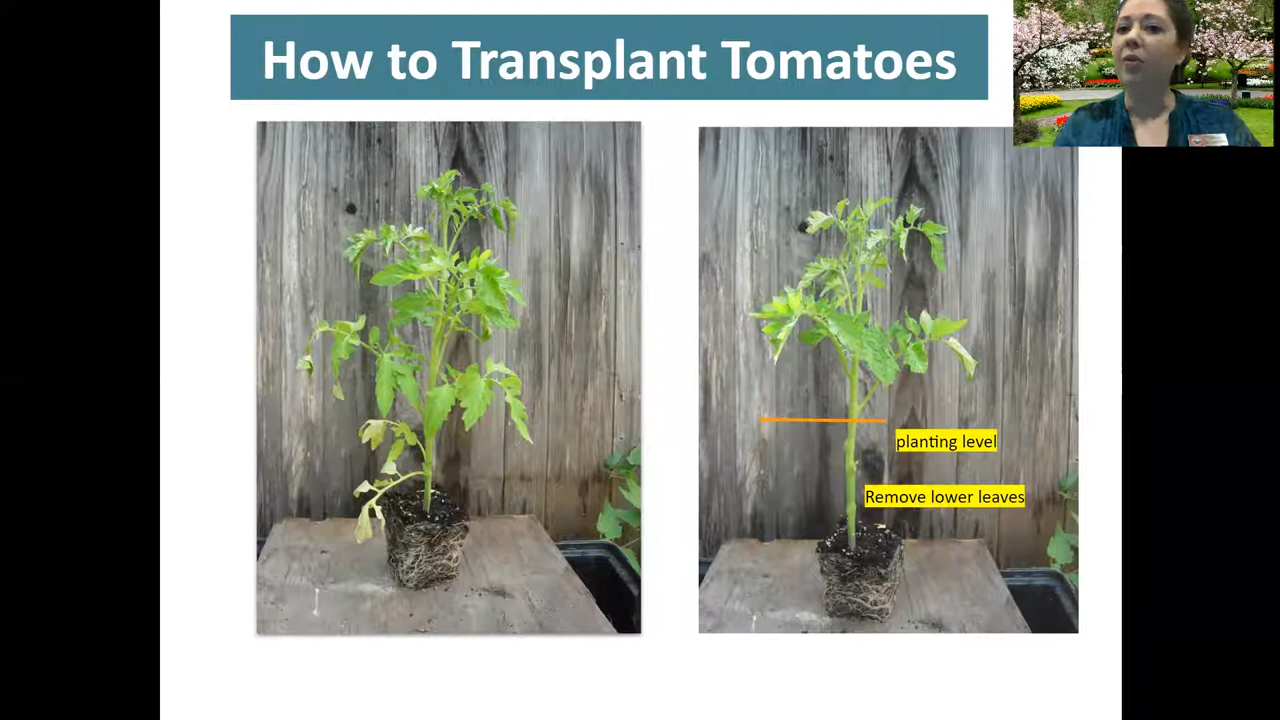 How to Transplant Tomatoes
planting level
Remove lower leaves